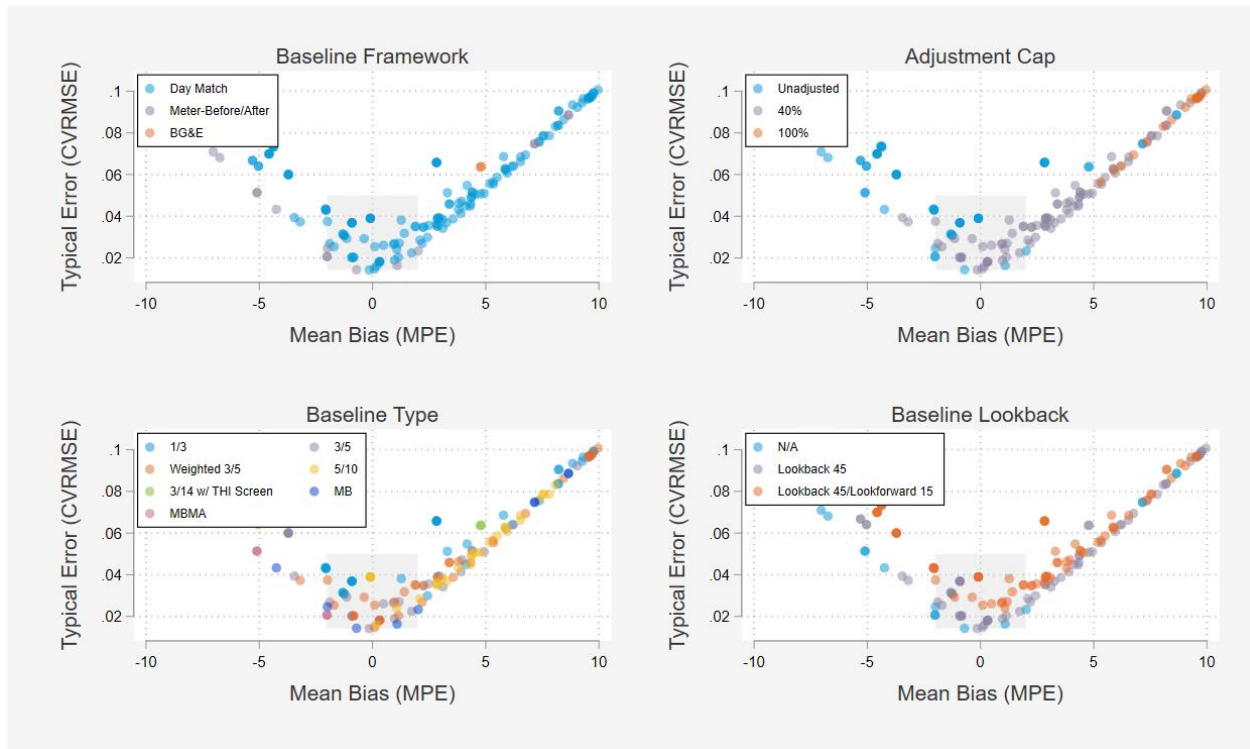 Baseline Framework
Typical Error (CVRMSE)
.1
.08
.06
.04
.02
Day Match
Meter-Before/After
BG&E
-10
-5
0
5
10
Mean Bias (MPE)
Adjustment Cap
Typical Error (CVRMSE)
.1
.08
.06
.04
.02
Unadjusted
40%
100%
-10
-5
0
5
10
Mean Bias (MPE)
Baseline Type
Typical Error (CVRMSE)
.1
.08
.06
.04
.02
1/3
3/5
Weighted 3/5
5/10
3/14 w/ THI Screen
MB
MBMA
-10
-5
0
5
10
Mean Bias (MPE)
Baseline Lookback
Typical Error (CVRMSE)
.1
.08
.06
.04
.02
N/A
Lookback 45
Lookback 45/Lookforward 15
-10
-5
0
5
10
Mean Bias (MPE)